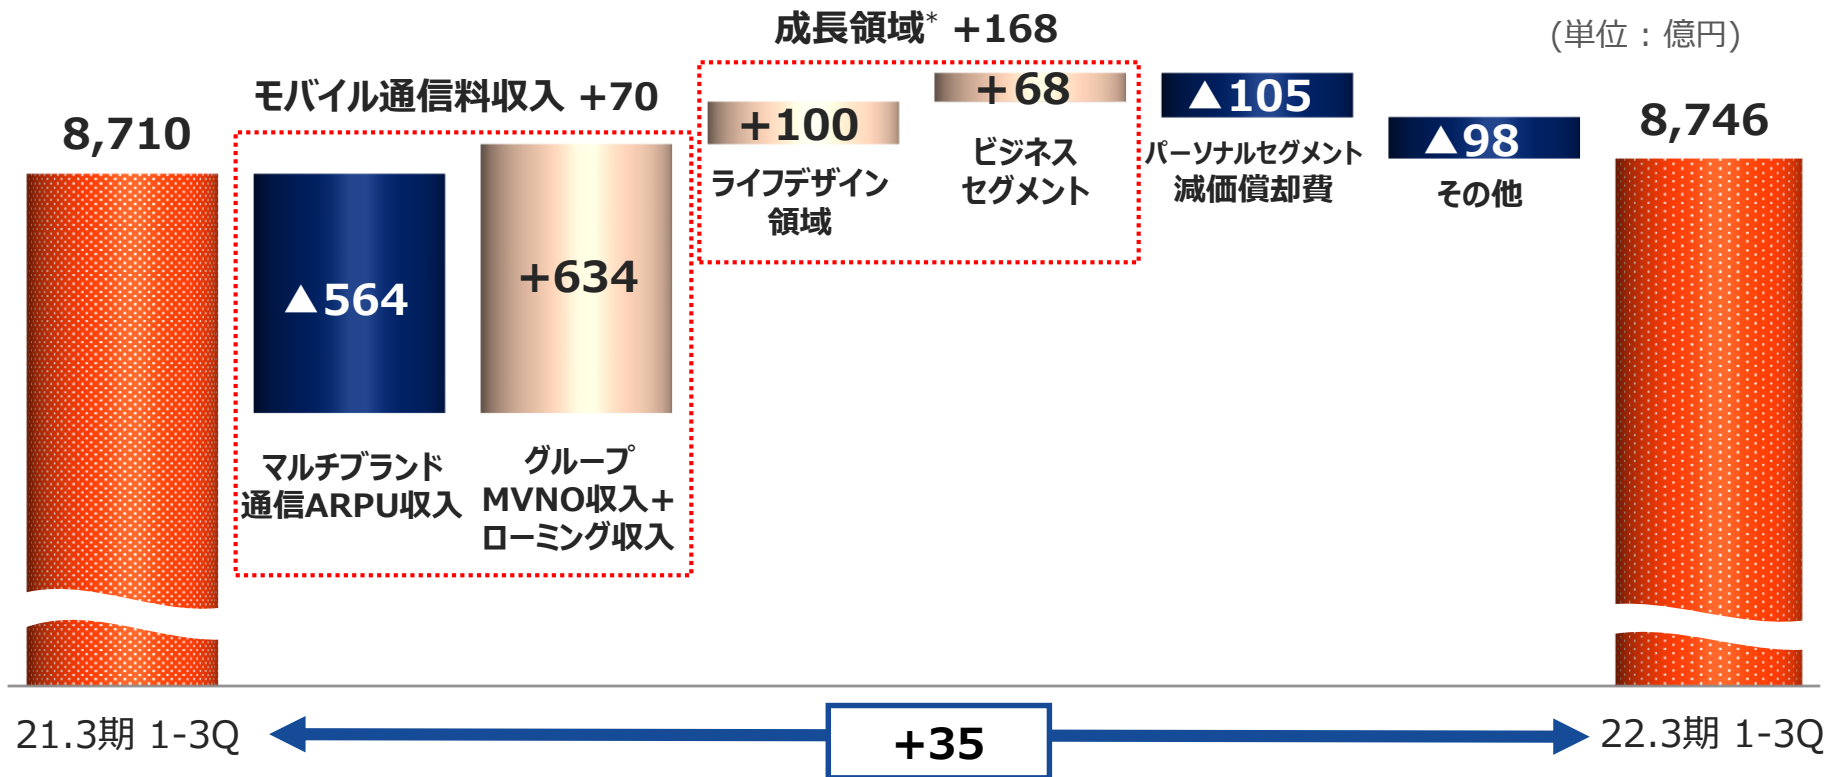 成長領域* +168
(単位：億円)
モバイル通信料収入 +70
8,710
▲564
マルチブランド
通信ARPU収入
+634
グループ
MVNO収入+
ローミング収入
+100
ライフデザイン
領域
+68
ビジネス
セグメント
▲105
パーソナルセグメント
減価償却費
▲98
その他
8,746
21.3期 1-3Q
+35
22.3期 1-3Q